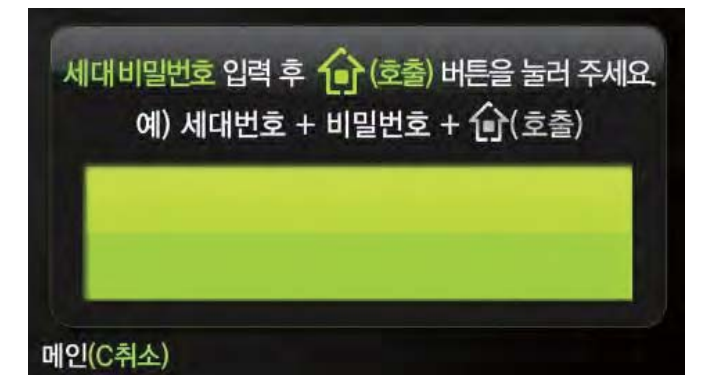 세대비밀번호 입력 후 (호출) 버튼을 눌러 주세요.
예) 세대번호 + 비밀번호 + (호출)
메인(C취소)